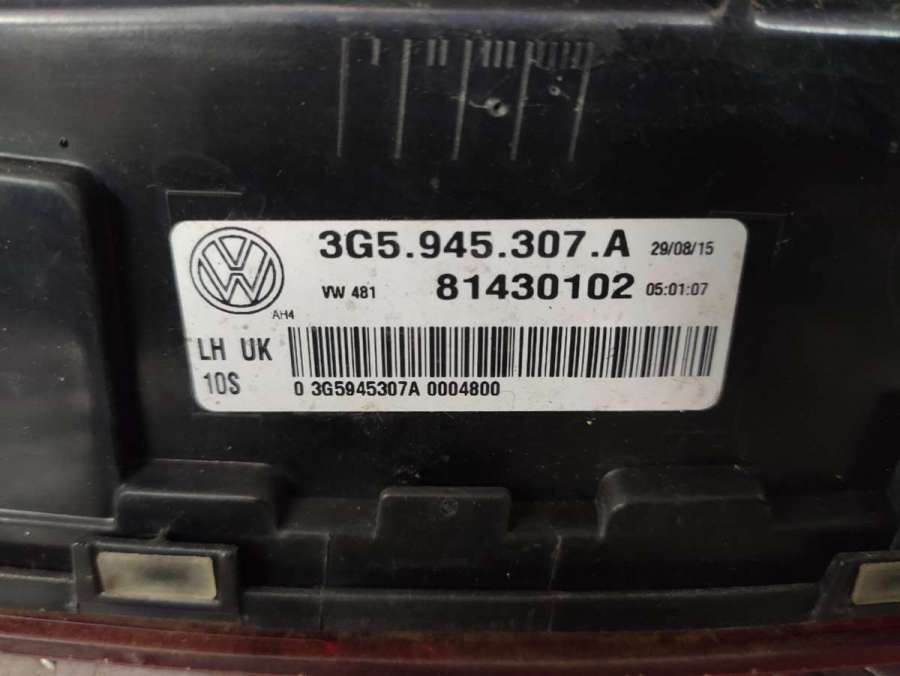 3G5.945.307.A 29/08/15
VW 481 81430102 05:01:07
AH4
LH UK
10S
0 3G5945307A 0004800